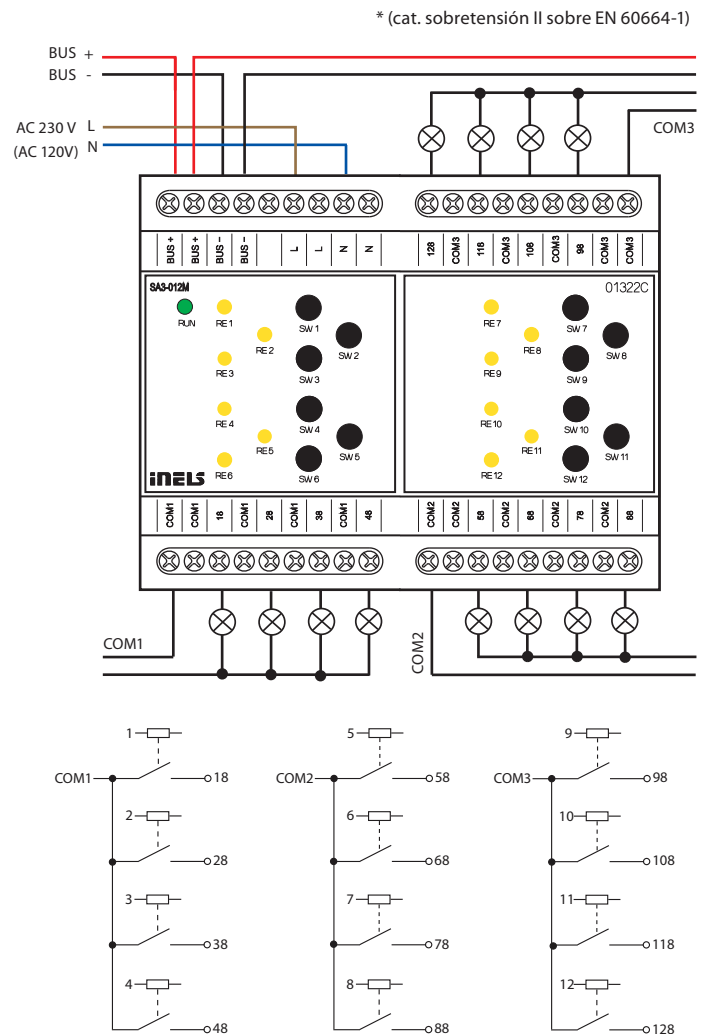 * (cat. sobretensión II sobre EN 60664-1)
BUS +
BUS -
AC 230 V L
(AC 120V) N
COM3
BUS +
BUS +
BUS -
BUS -
L
L
N
N
128
COM3
118
COM3
108
COM3
98
COM3
COM3
SA3-012M
01322C
RUN
RE1
SW1
RE2
SW2
RE3
SW3
RE4
SW4
RE5
SW5
RE6
SW6
iNELS
RE7
SW7
RE8
SW8
RE9
SW9
RE10
SW10
RE11
SW11
RE12
SW12
COM1
COM1
18
COM1
28
COM1
38
COM1
48
COM2
COM2
58
COM2
68
COM2
78
COM2
88
COM1
COM2
1
COM1
18
2
28
3
38
4
48
5
COM2
58
6
68
7
78
8
88
9
COM3
98
10
108
11
118
12
128